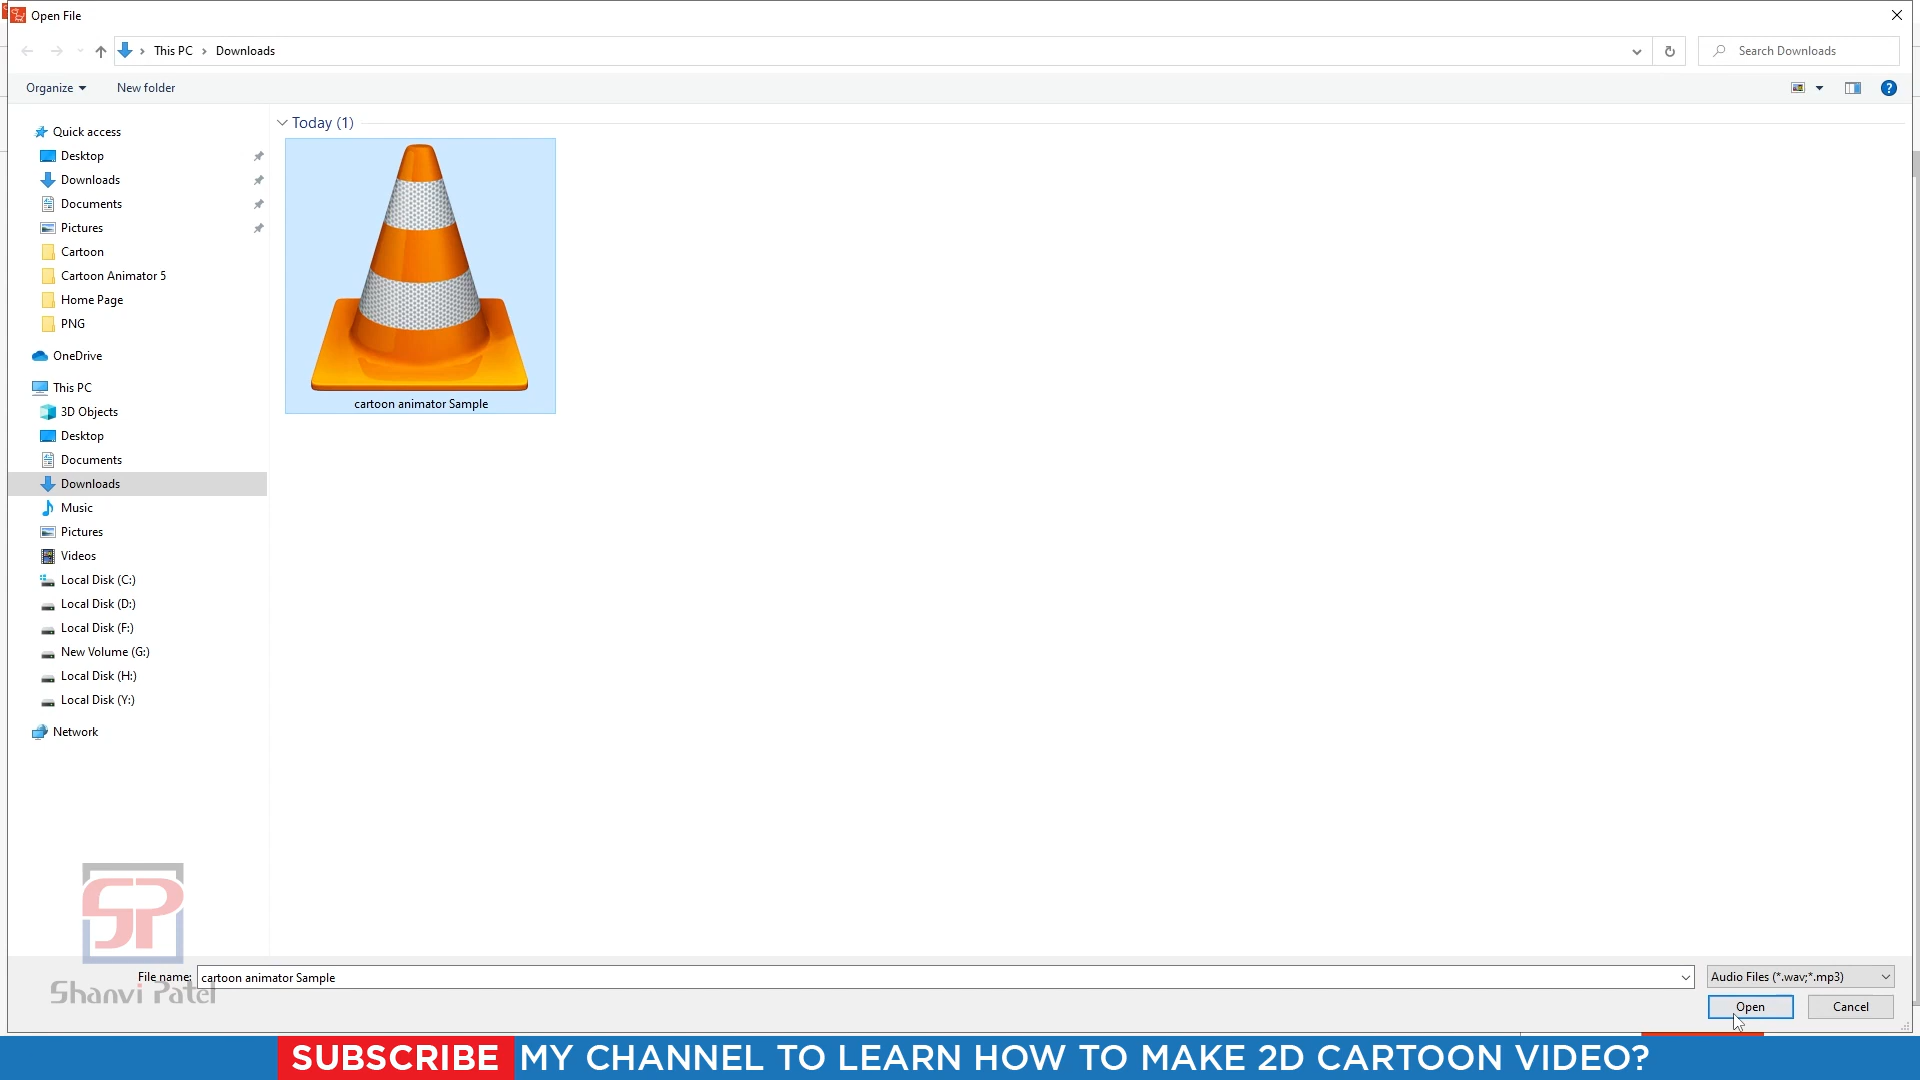 Open File
This PC
Downloads
Search Downloads
Organize
New folder
Quick access
Desktop
Downloads
Documents
Pictures
Cartoon
Cartoon Animator 5
Home Page
PNG
OneDrive
This PC
3D Objects
Desktop
Documents
Downloads
Music
Pictures
Videos
Local Disk (C:)
Local Disk (D:)
Local Disk (F:)
New Volume (G:)
Local Disk (H:)
Local Disk (Y:)
Network
Today (1)
cartoon animator Sample
SP
Shanvi Patel
File name:
cartoon animator Sample
Audio Files (*.wav;*.mp3)
Open
Cancel
SUBSCRIBE MY CHANNEL TO LEARN HOW TO MAKE 2D CARTOON VIDEO?